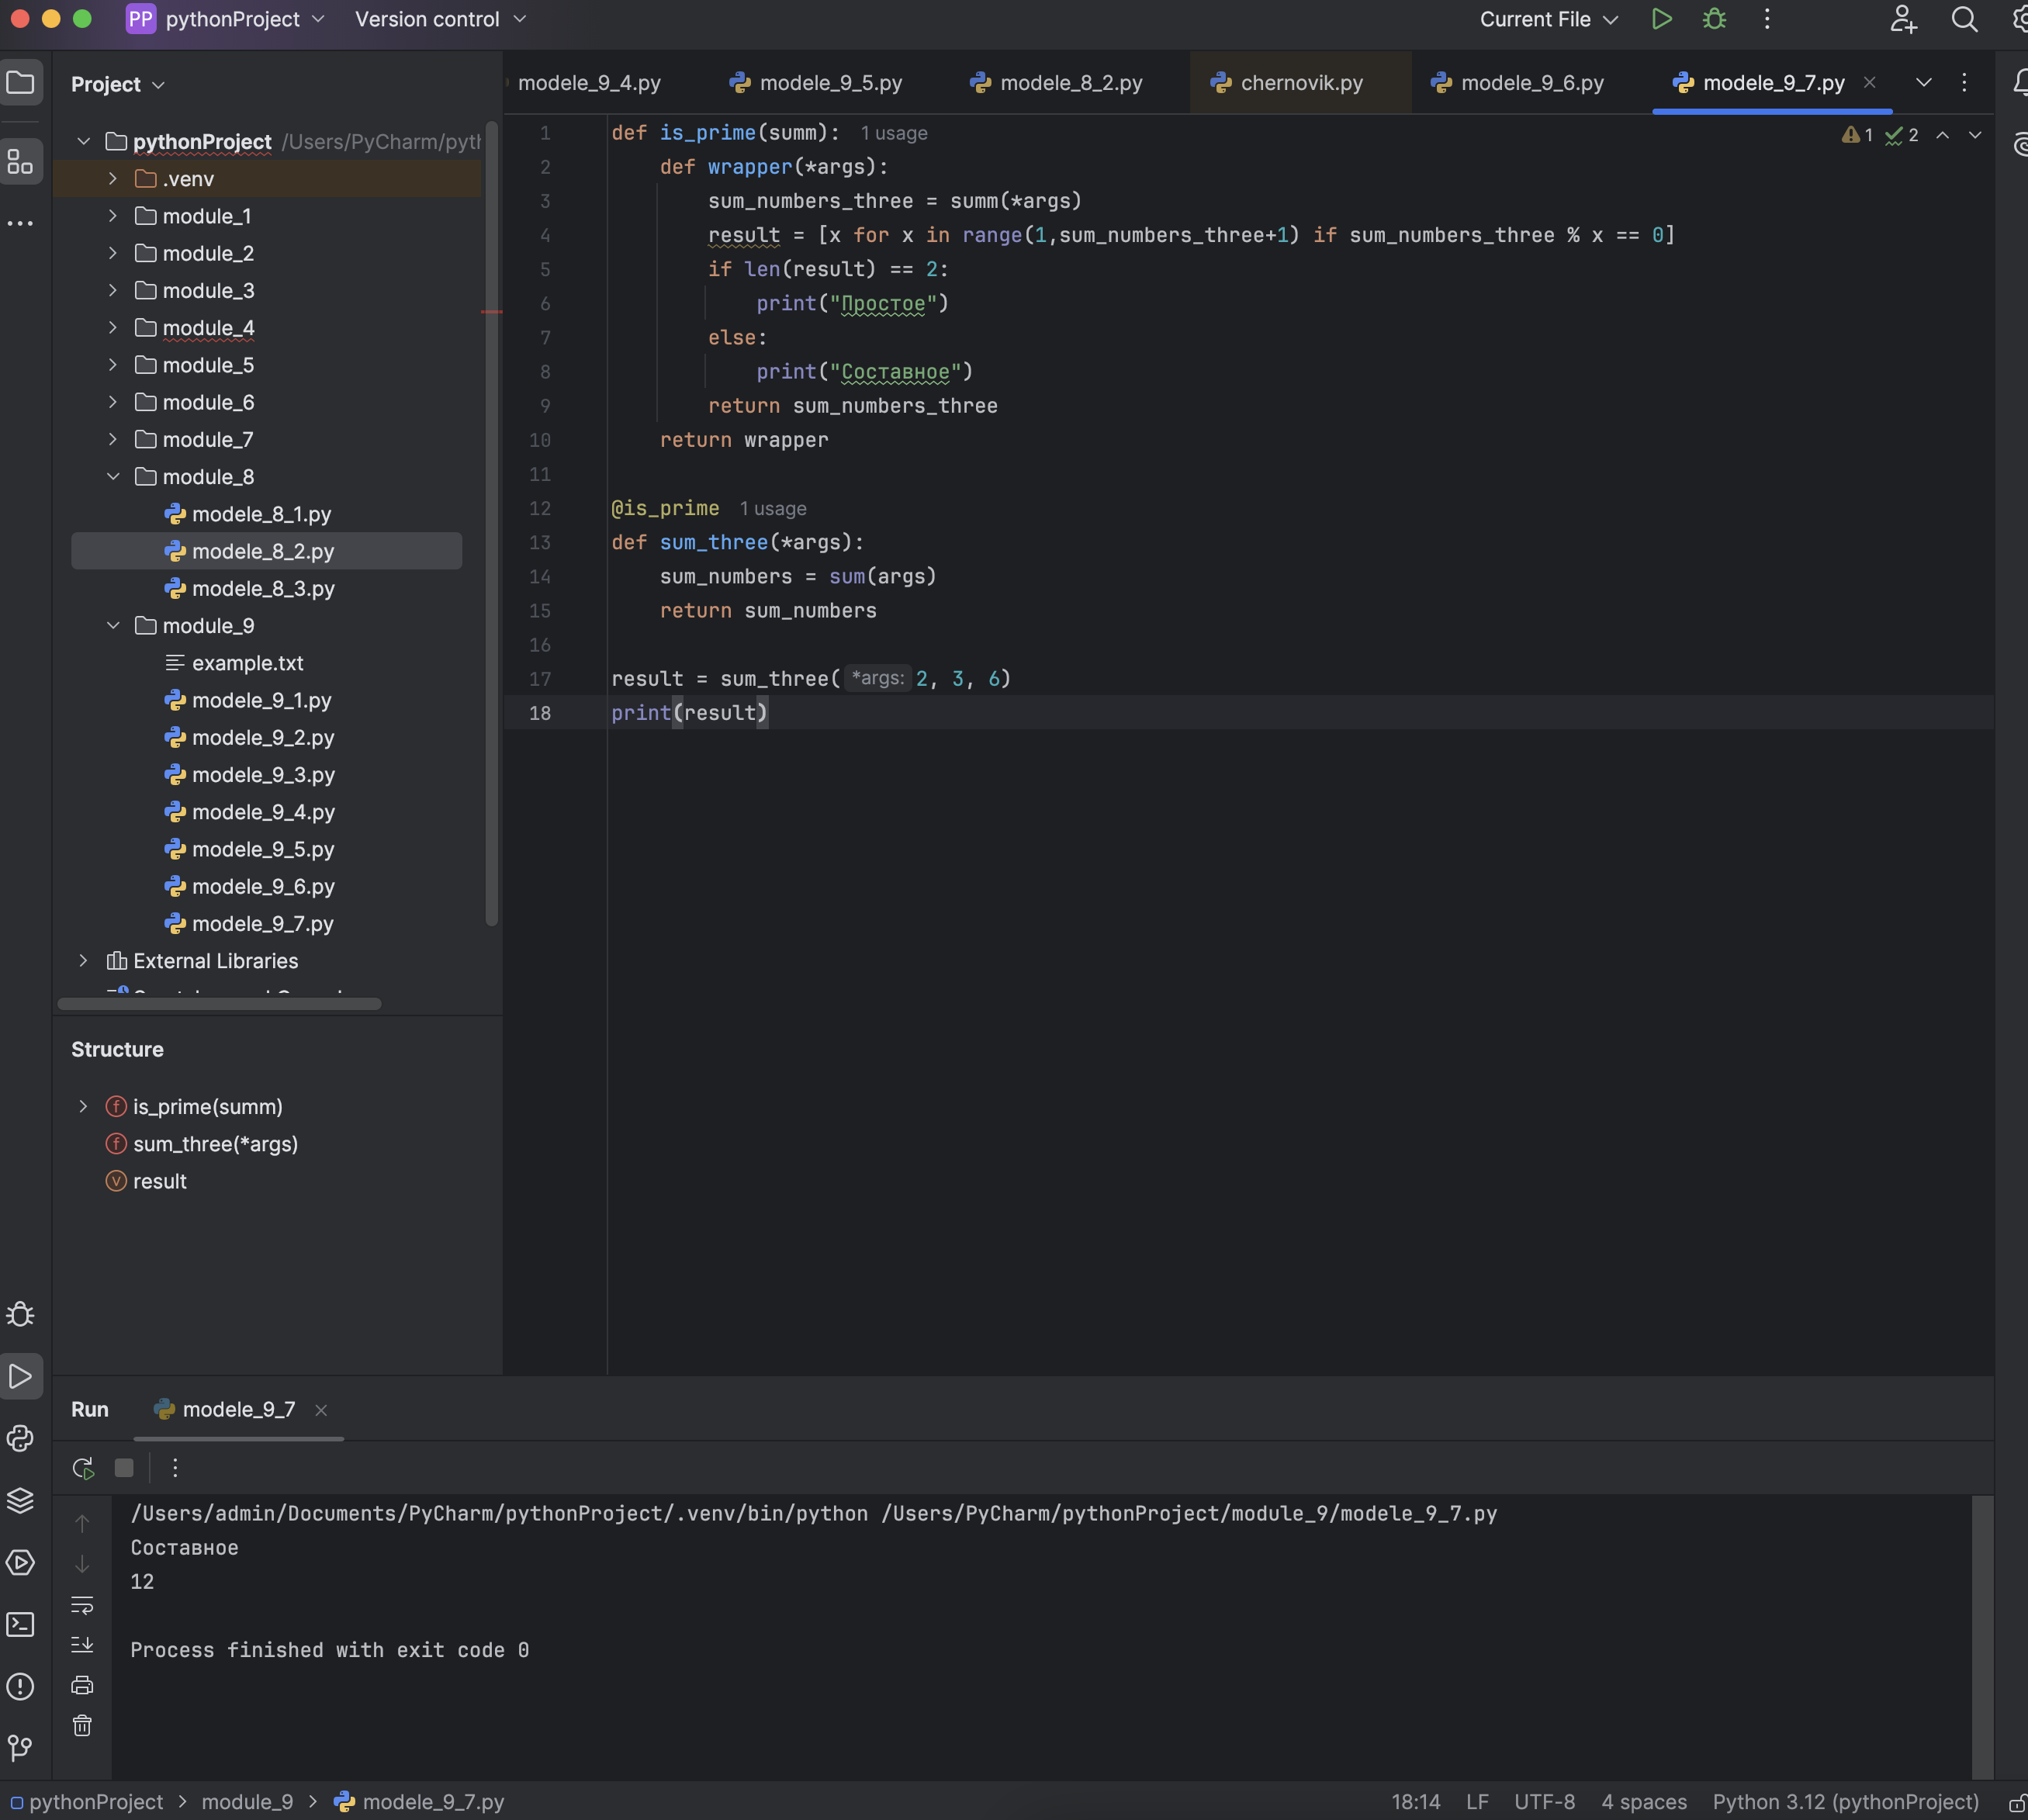 PP pythonProject Version control Current File
Project
modele_9_4.py modele_9_5.py modele_8_2.py chernovik.py modele_9_6.py modele_9_7.py
pythonProject /Users/PyCharm/pyth
.venv
module_1
module_2
module_3
module_4
module_5
module_6
module_7
module_8
modele_8_1.py
modele_8_2.py
modele_8_3.py
module_9
example.txt
modele_9_1.py
modele_9_2.py
modele_9_3.py
modele_9_4.py
modele_9_5.py
modele_9_6.py
modele_9_7.py
External Libraries
Structure
is_prime(summ)
sum_three(*args)
result
1 def is_prime(summ): 1 usage
2 def wrapper(*args):
3 sum_numbers_three = summ(*args)
4 result = [x for x in range(1,sum_numbers_three+1) if sum_numbers_three % x == 0]
5 if len(result) == 2:
6 print("Простое")
7 else:
8 print("Составное")
9 return sum_numbers_three
10 return wrapper
11
12 @is_prime 1 usage
13 def sum_three(*args):
14 sum_numbers = sum(args)
15 return sum_numbers
16
17 result = sum_three( *args: 2, 3, 6)
18 print(result)
1 2
Run modele_9_7
/Users/admin/Documents/PyCharm/pythonProject/.venv/bin/python /Users/PyCharm/pythonProject/module_9/modele_9_7.py
Составное
12
Process finished with exit code 0
pythonProject > module_9 > modele_9_7.py 18:14 LF UTF-8 4 spaces Python 3.12 (pythonProject)